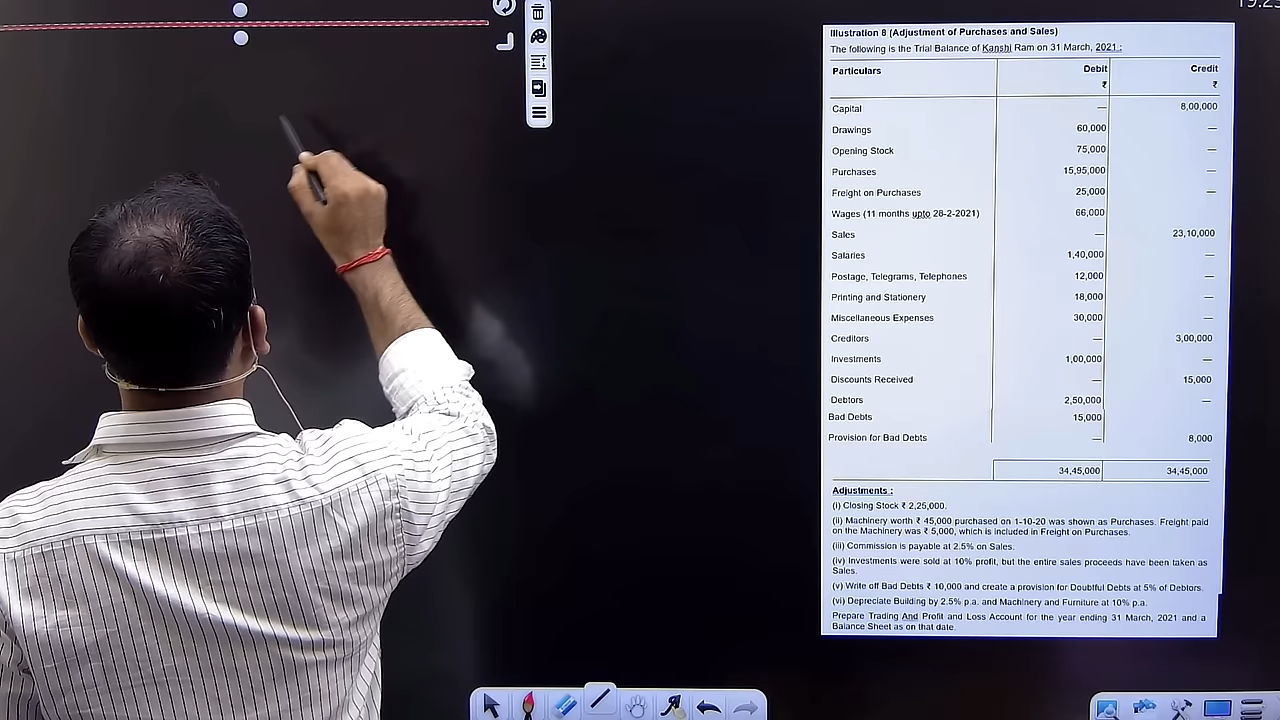 Illustration 8 (Adjustment of Purchases and Sales)
The following is the Trial Balance of Kanshi Ram on 31 March, 2021 :
Particulars Debit Credit
₹ ₹
Capital — 8,00,000
Drawings 60,000 —
Opening Stock 75,000 —
Purchases 15,95,000 —
Freight on Purchases 25,000 —
Wages (11 months upto 28-2-2021) 66,000
Sales — 23,10,000
Salaries 1,40,000 —
Postage, Telegrams, Telephones 12,000 —
Printing and Stationery 18,000 —
Miscellaneous Expenses 30,000 —
Creditors — 3,00,000
Investments 1,00,000 —
Discounts Received — 15,000
Debtors 2,50,000 —
Bad Debts 15,000
Provision for Bad Debts — 8,000
34,45,000 34,45,000
Adjustments :
(i) Closing Stock ₹ 2,25,000.
(ii) Machinery worth ₹ 45,000 purchased on 1-10-20 was shown as Purchases. Freight paid
on the Machinery was ₹ 5,000, which is included in Freight on Purchases.
(iii) Commission is payable at 2.5% on Sales.
(iv) Investments were sold at 10% profit, but the entire sales proceeds have been taken as
Sales.
(v) Write off Bad Debts ₹ 10,000 and create a provision for Doubtful Debts at 5% of Debtors.
(vi) Depreciate Building by 2.5% p.a. and Machinery and Furniture at 10% p.a.
Prepare Trading And Profit and Loss Account for the year ending 31 March, 2021 and a
Balance Sheet as on that date.